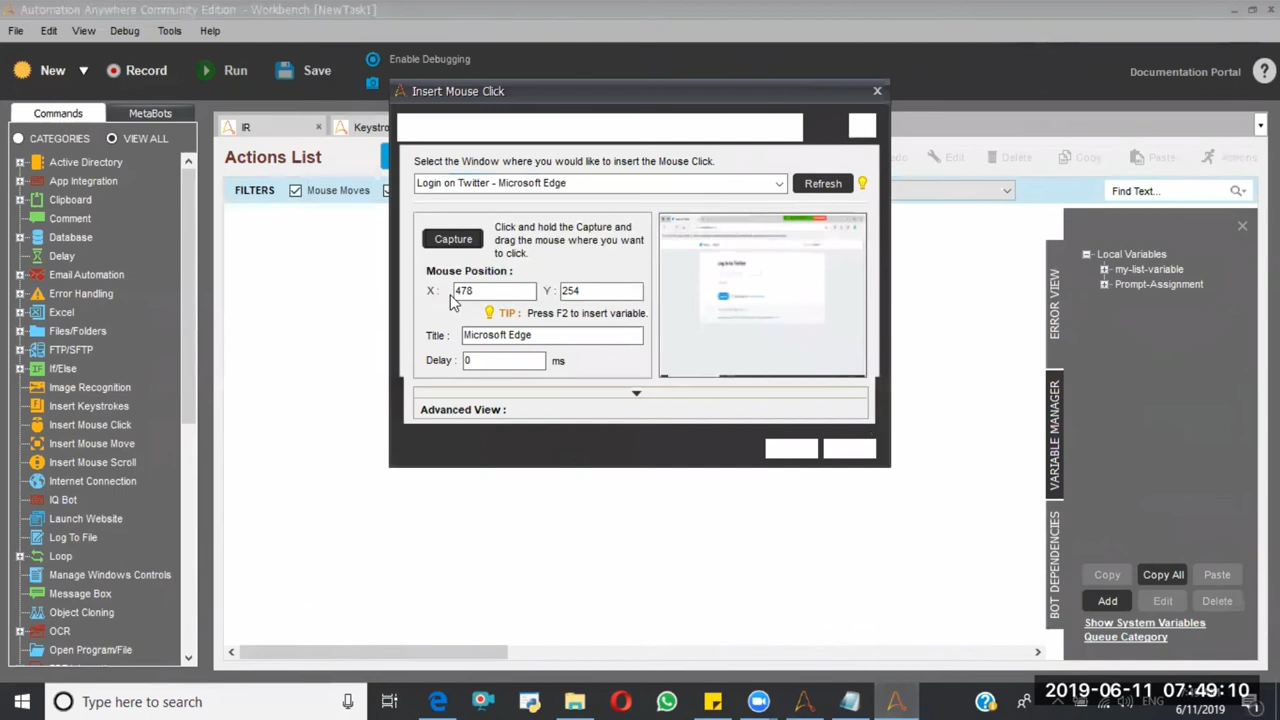 Automation Anywhere Community Edition - Workbench [NewTask1]
File Edit View Debug Tools Help
New Record Run Save
Enable Debugging
Documentation Portal
Commands MetaBots
CATEGORIES VIEW ALL
Active Directory
App Integration
Clipboard
Comment
Database
Delay
Email Automation
Error Handling
Excel
Files/Folders
FTP/SFTP
If/Else
Image Recognition
Insert Keystrokes
Insert Mouse Click
Insert Mouse Move
Insert Mouse Scroll
Internet Connection
IQ Bot
Launch Website
Log To File
Loop
Manage Windows Controls
Message Box
Object Cloning
OCR
Open Program/File
IR Keystro
Actions List
Edit Delete Copy Paste Actions
FILTERS Mouse Moves
Find Text...
Insert Mouse Click
Select the Window where you would like to insert the Mouse Click.
Login on Twitter - Microsoft Edge
Refresh
Capture
Click and hold the Capture and
drag the mouse where you want
to click.
Mouse Position :
X : 478 Y : 254
TIP : Press F2 to insert variable.
Title : Microsoft Edge
Delay : 0 ms
Advanced View :
ERROR VIEW
VARIABLE MANAGER
BOT DEPENDENCIES
Local Variables
my-list-variable
Prompt-Assignment
Copy Copy All Paste
Add Edit Delete
Show System Variables
Queue Category
Type here to search
2019-06-11 07:49:10
6/11/2019